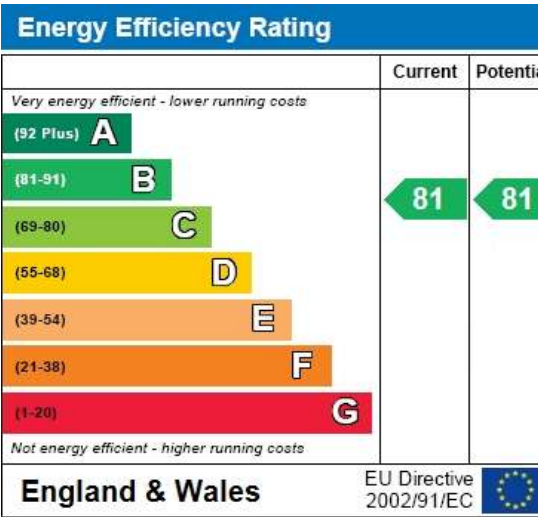 Energy Efficiency Rating
Current Potentia
Very energy efficient - lower running costs
(92 Plus) A
(81-91) B
(69-80) C
(55-68) D
(39-54) E
(21-38) F
(1-20) G
81 81
Not energy efficient - higher running costs
England & Wales
EU Directive
2002/91/EC